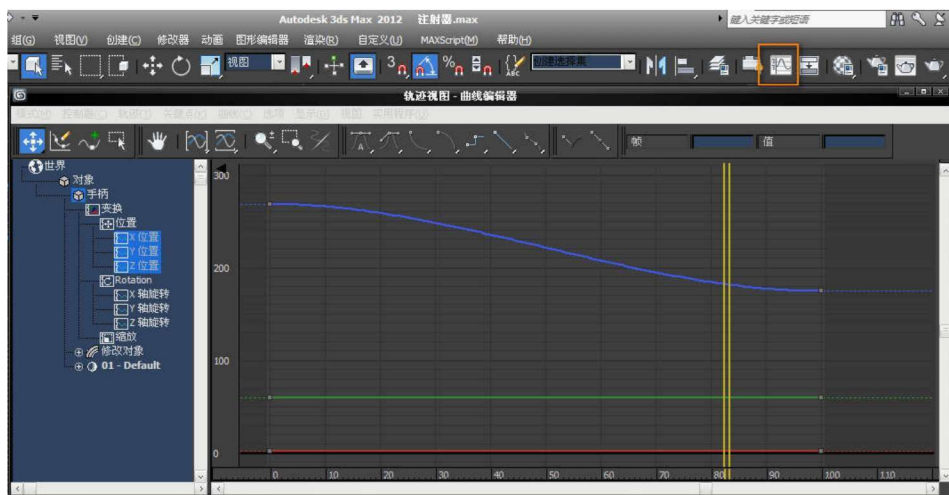 Autodesk 3ds Max 2012 注射器.max 键入关键字或短语
组(G) 视图(V) 创建(C) 修改器 动画 图形编辑器 渲染(R) 自定义(U) MAXScript(M) 帮助(H)
视图 3 % ABC 创建选择集
轨迹视图 - 曲线编辑器
帧 值
世界
对象
手柄
变换
位置
X 位置
Y 位置
Z 位置
Rotation
X 轴旋转
Y 轴旋转
Z 轴旋转
缩放
修改对象
01 - Default
300
200
100
0
0 10 20 30 40 50 60 70 80 90 100 110